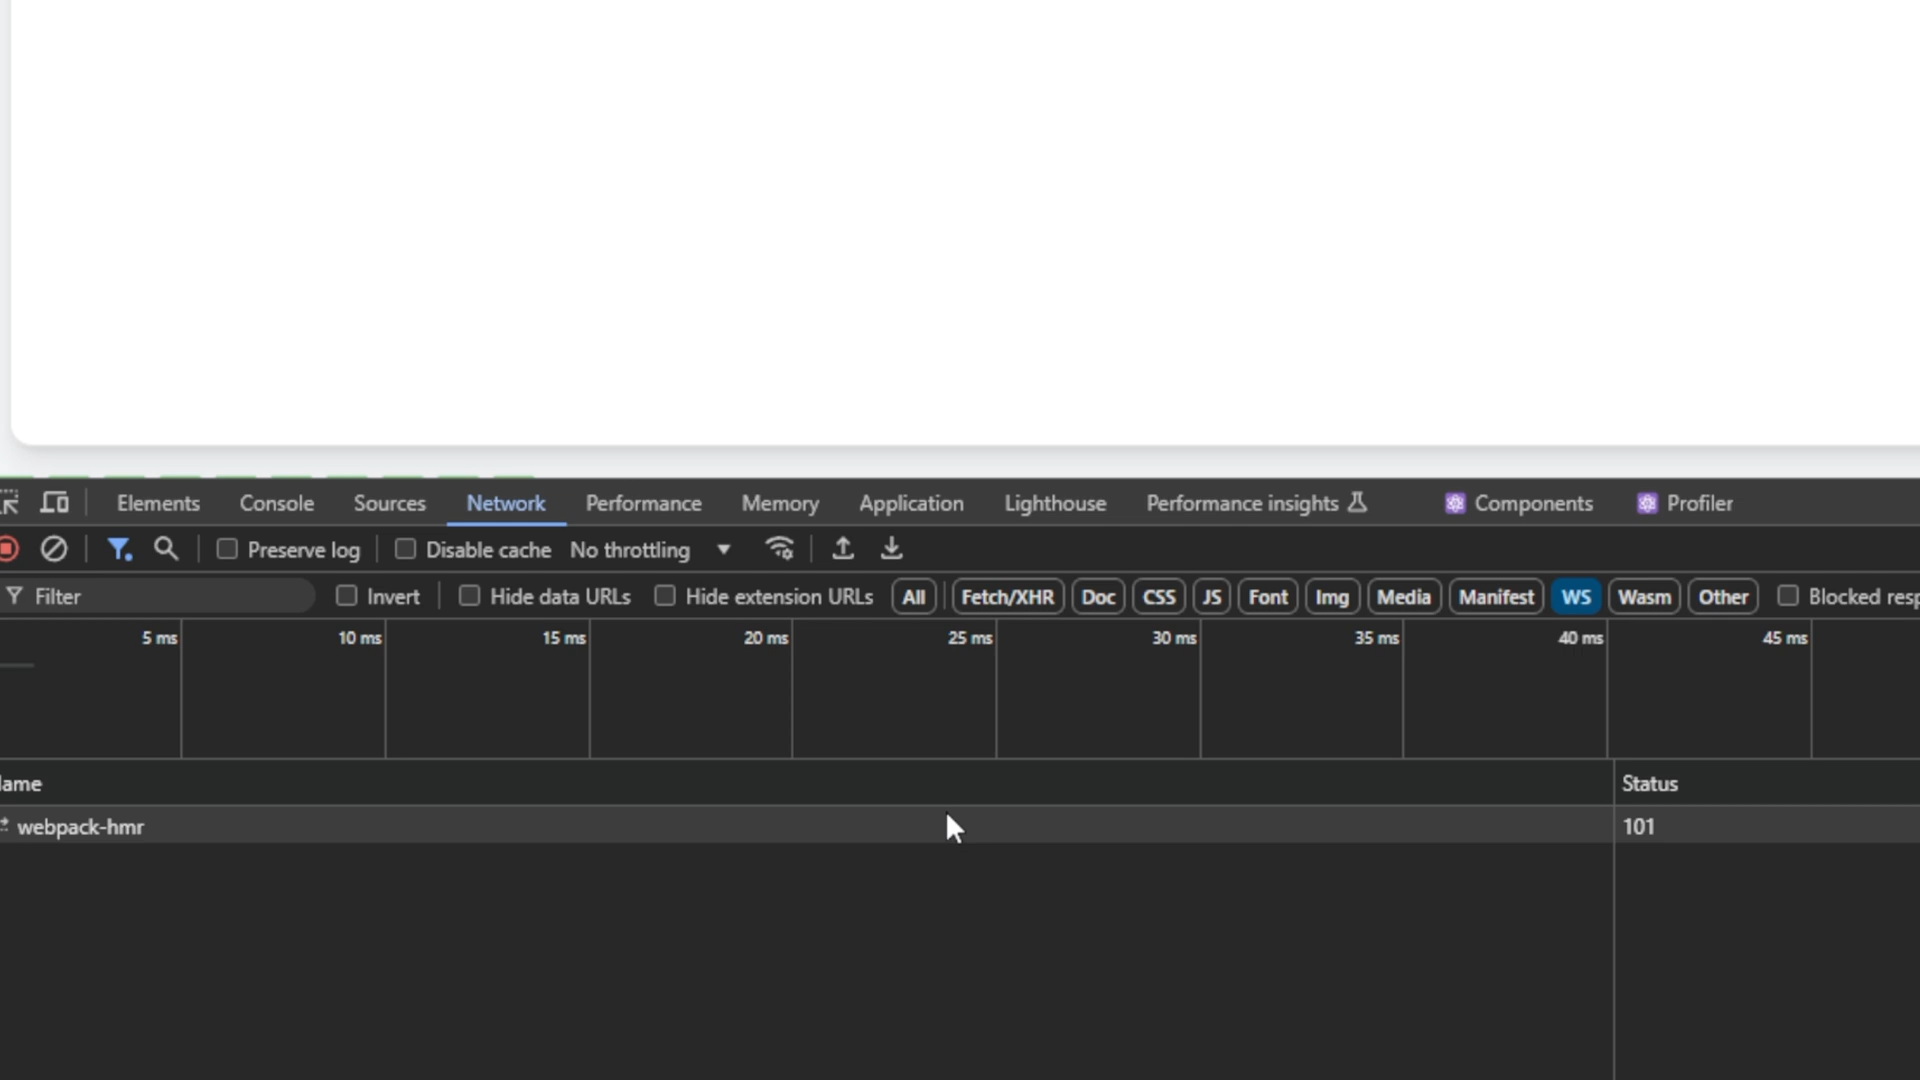 Elements Console Sources Network Performance Memory Application Lighthouse Performance insights Components Profiler
Preserve log Disable cache No throttling
Filter Invert Hide data URLs Hide extension URLs All Fetch/XHR Doc CSS JS Font Img Media Manifest WS Wasm Other Blocked resp
5 ms 10 ms 15 ms 20 ms 25 ms 30 ms 35 ms 40 ms 45 ms
ame Status
webpack-hmr 101